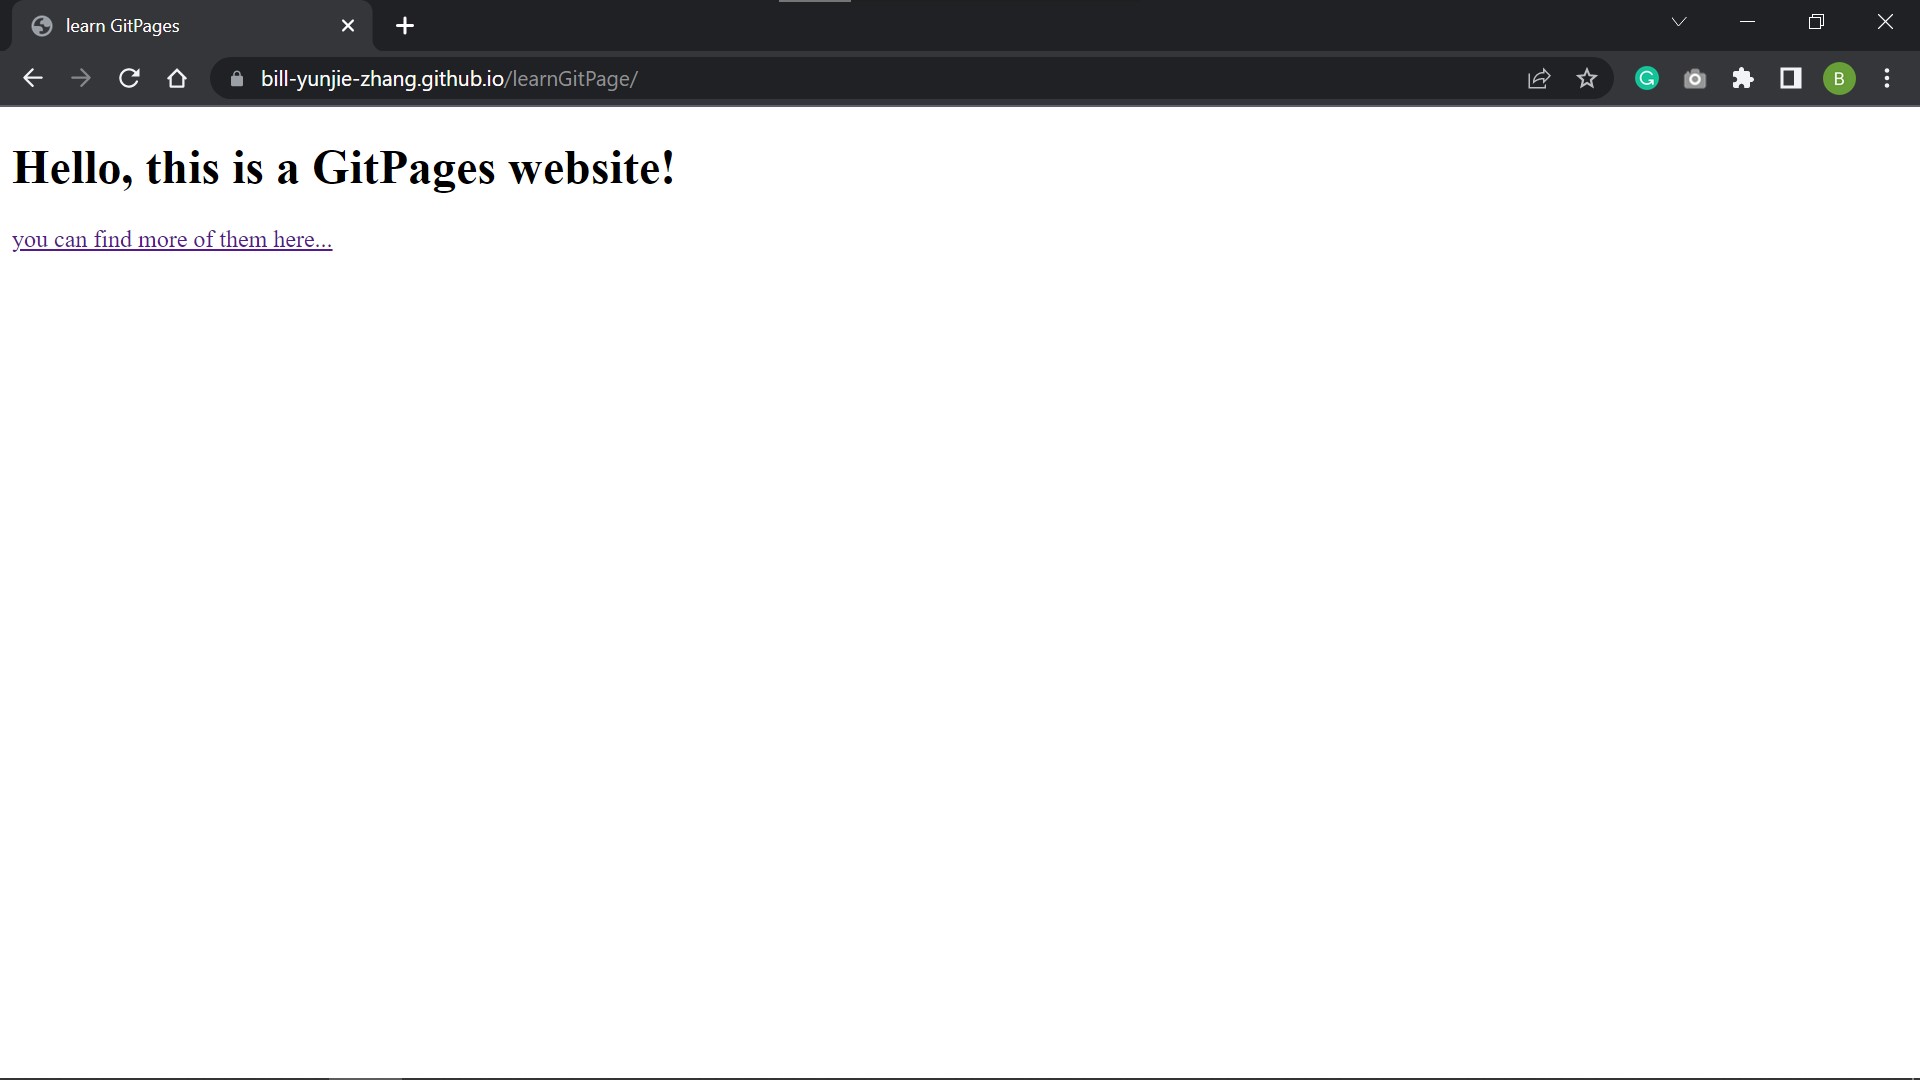 learn GitPages
bill-yunjie-zhang.github.io/learnGitPage/
B
Hello, this is a GitPages website!
you can find more of them here...